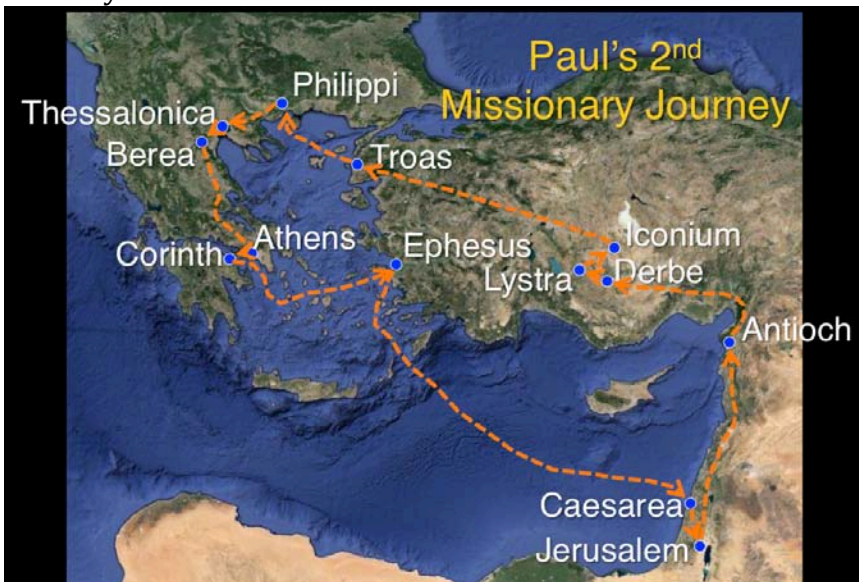 Paul's 2nd
Missionary Journey
Philippi
Thessalonica
Berea
Troas
Corinth
Athens
Ephesus
Iconium
Lystra
Derbe
Antioch
Caesarea
Jerusalem